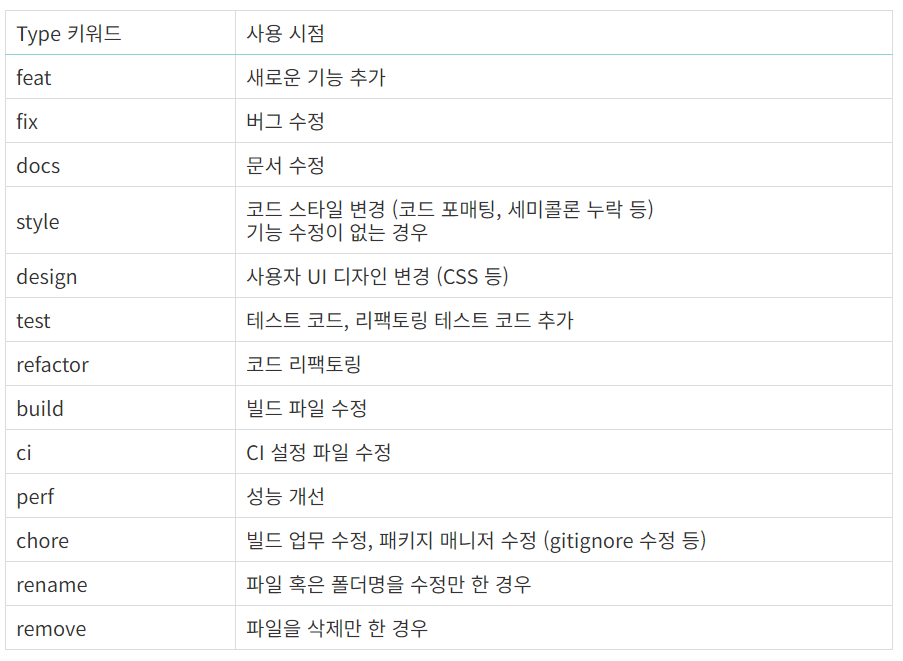 Type 키워드 사용 시점
feat 새로운 기능 추가
fix 버그 수정
docs 문서 수정
style 코드 스타일 변경 (코드 포매팅, 세미콜론 누락 등)
기능 수정이 없는 경우
design 사용자 UI 디자인 변경 (CSS 등)
test 테스트 코드, 리팩토링 테스트 코드 추가
refactor 코드 리팩토링
build 빌드 파일 수정
ci CI 설정 파일 수정
perf 성능 개선
chore 빌드 업무 수정, 패키지 매니저 수정 (gitignore 수정 등)
rename 파일 혹은 폴더명을 수정만 한 경우
remove 파일을 삭제만 한 경우